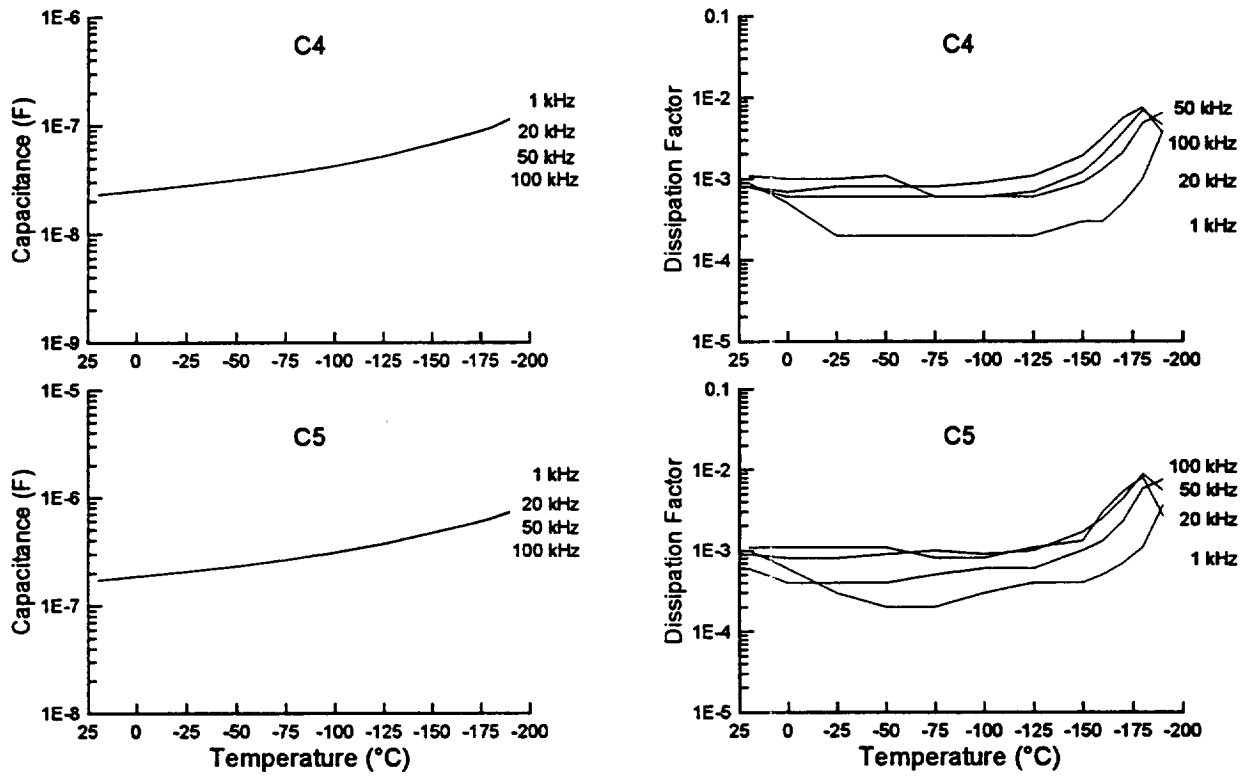 1E-6
C4
1 kHz
1E-7
20 kHz
50 kHz
100 kHz
1E-8
1E-9
Capacitance (F)
25 0 -25 -50 -75 -100 -125 -150 -175 -200
0.1
C4
1E-2
50 kHz
100 kHz
1E-3
20 kHz
1 kHz
1E-4
1E-5
Dissipation Factor
25 0 -25 -50 -75 -100 -125 -150 -175 -200
1E-5
C5
1 kHz
1E-6
20 kHz
50 kHz
100 kHz
1E-7
1E-8
Capacitance (F)
25 0 -25 -50 -75 -100 -125 -150 -175 -200
Temperature (°C)
0.1
C5
1E-2
100 kHz
50 kHz
20 kHz
1E-3
1 kHz
1E-4
1E-5
Dissipation Factor
25 0 -25 -50 -75 -100 -125 -150 -175 -200
Temperature (°C)